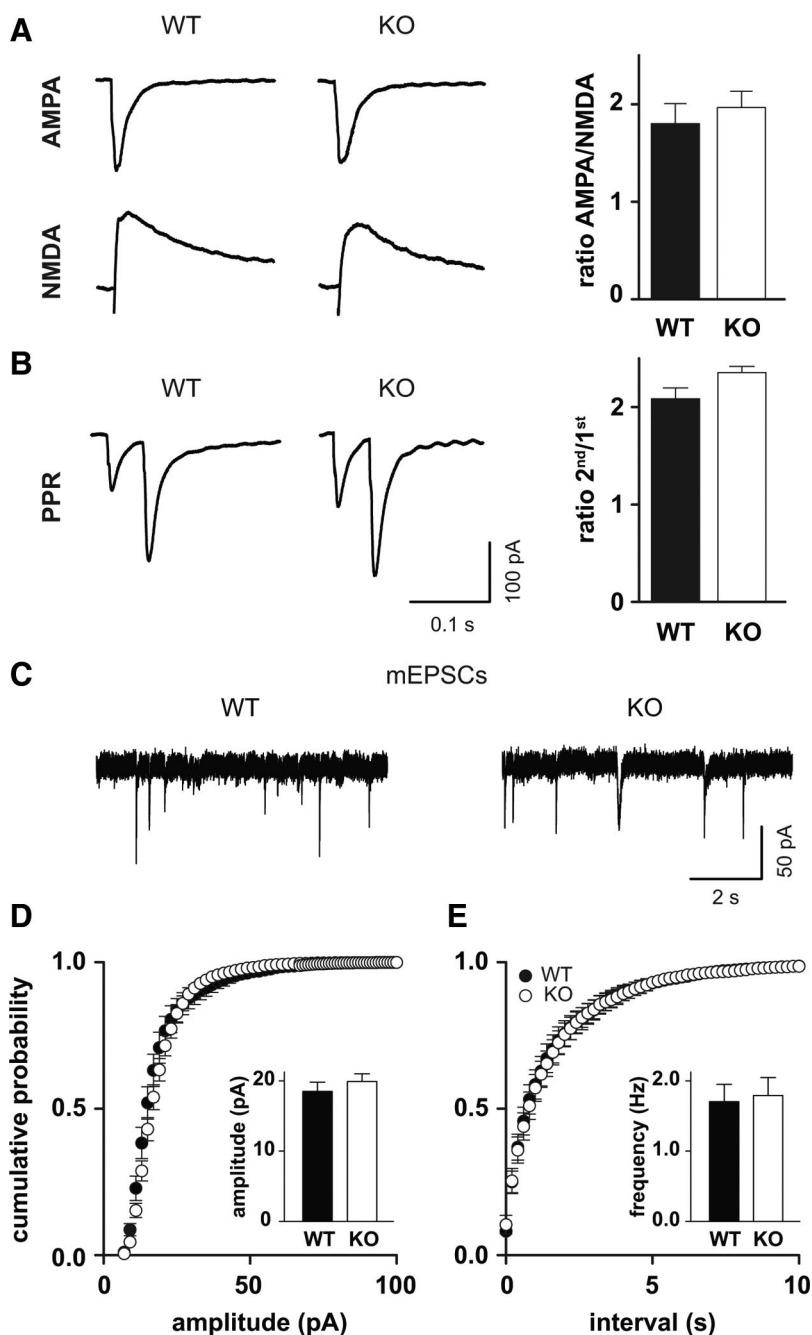 A
WT
KO
AMPA
NMDA
ratio AMPA/NMDA
2
1
0
WT
KO
B
WT
KO
PPR
100 pA
0.1 s
ratio 2nd/1st
2
1
0
WT
KO
C
mEPSCs
WT
KO
50 pA
2 s
D
cumulative probability
1.0
0.5
0.0
0
50
100
amplitude (pA)
amplitude (pA)
20
10
0
WT
KO
E
WT
KO
1.0
0.5
0.0
0
5
10
interval (s)
frequency (Hz)
2.0
1.0
0.0
WT
KO